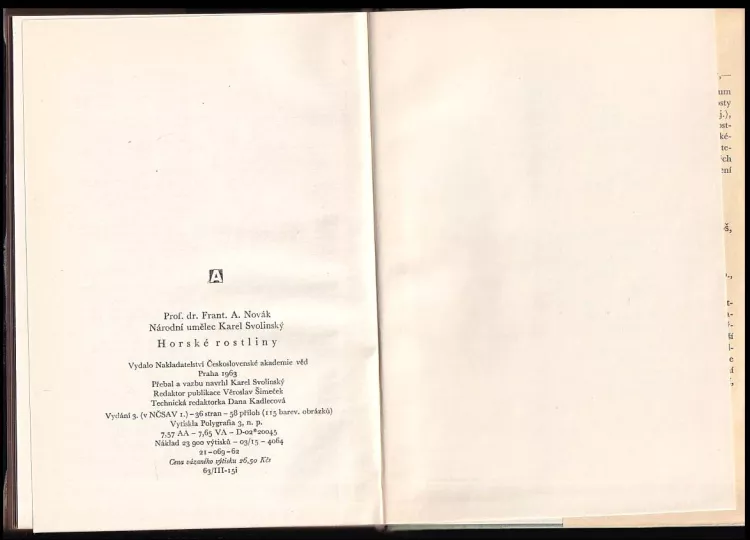 A
Prof. dr. Frant. A. Novák
Národní umělec Karel Svolinský
Horské rostliny
Vydalo Nakladatelství Československé akademie věd
Praha 1963
Přebal a vazbu navrhl Karel Svolinský
Redaktor publikace Věroslav Šimeček
Technická redaktorka Dana Kadlecová
Vydání 3. (v NČSAV 1.) – 36 stran – 58 příloh (115 barev. obrázků)
Vytiskla Polygrafia 3, n. p.
7,57 AA – 7,65 VA – D-02*20045
Náklad 23 900 výtisků – 03/15 – 4064
21–069–62
Cena vázaného výtisku 26,50 Kčs
63/III-15i